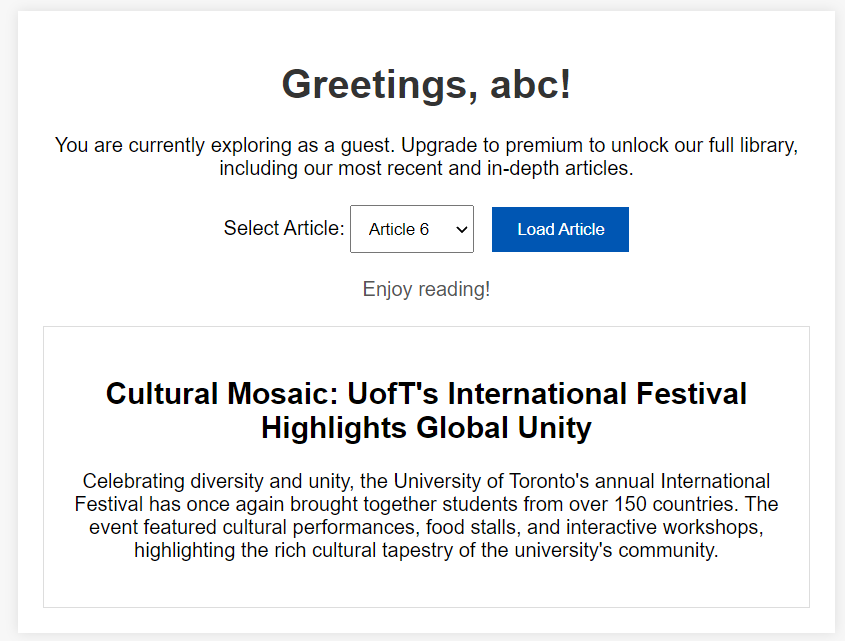 Greetings, abc!
You are currently exploring as a guest. Upgrade to premium to unlock our full library,
including our most recent and in-depth articles.
Select Article: Article 6 Load Article
Enjoy reading!
Cultural Mosaic: UofT's International Festival
Highlights Global Unity
Celebrating diversity and unity, the University of Toronto's annual International
Festival has once again brought together students from over 150 countries. The
event featured cultural performances, food stalls, and interactive workshops,
highlighting the rich cultural tapestry of the university's community.